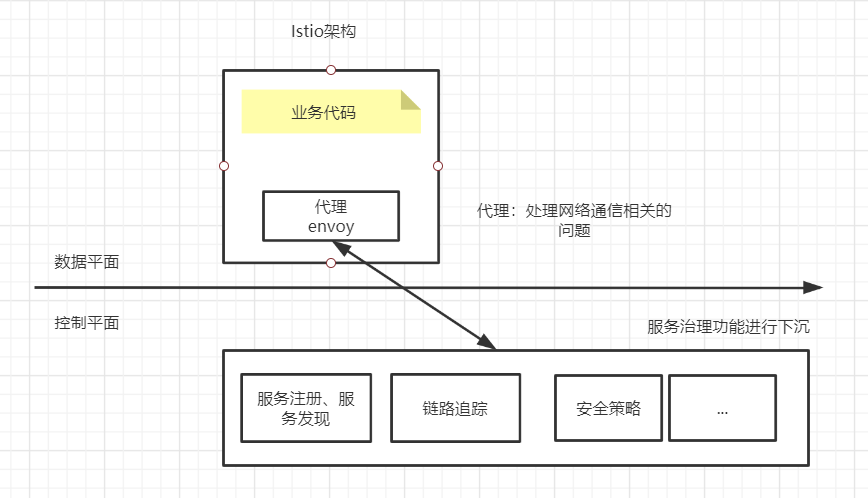 Istio架构
业务代码
代理
envoy
代理：处理网络通信相关的
问题
数据平面
控制平面
服务治理功能进行下沉
服务注册、服
务发现
链路追踪
安全策略
...